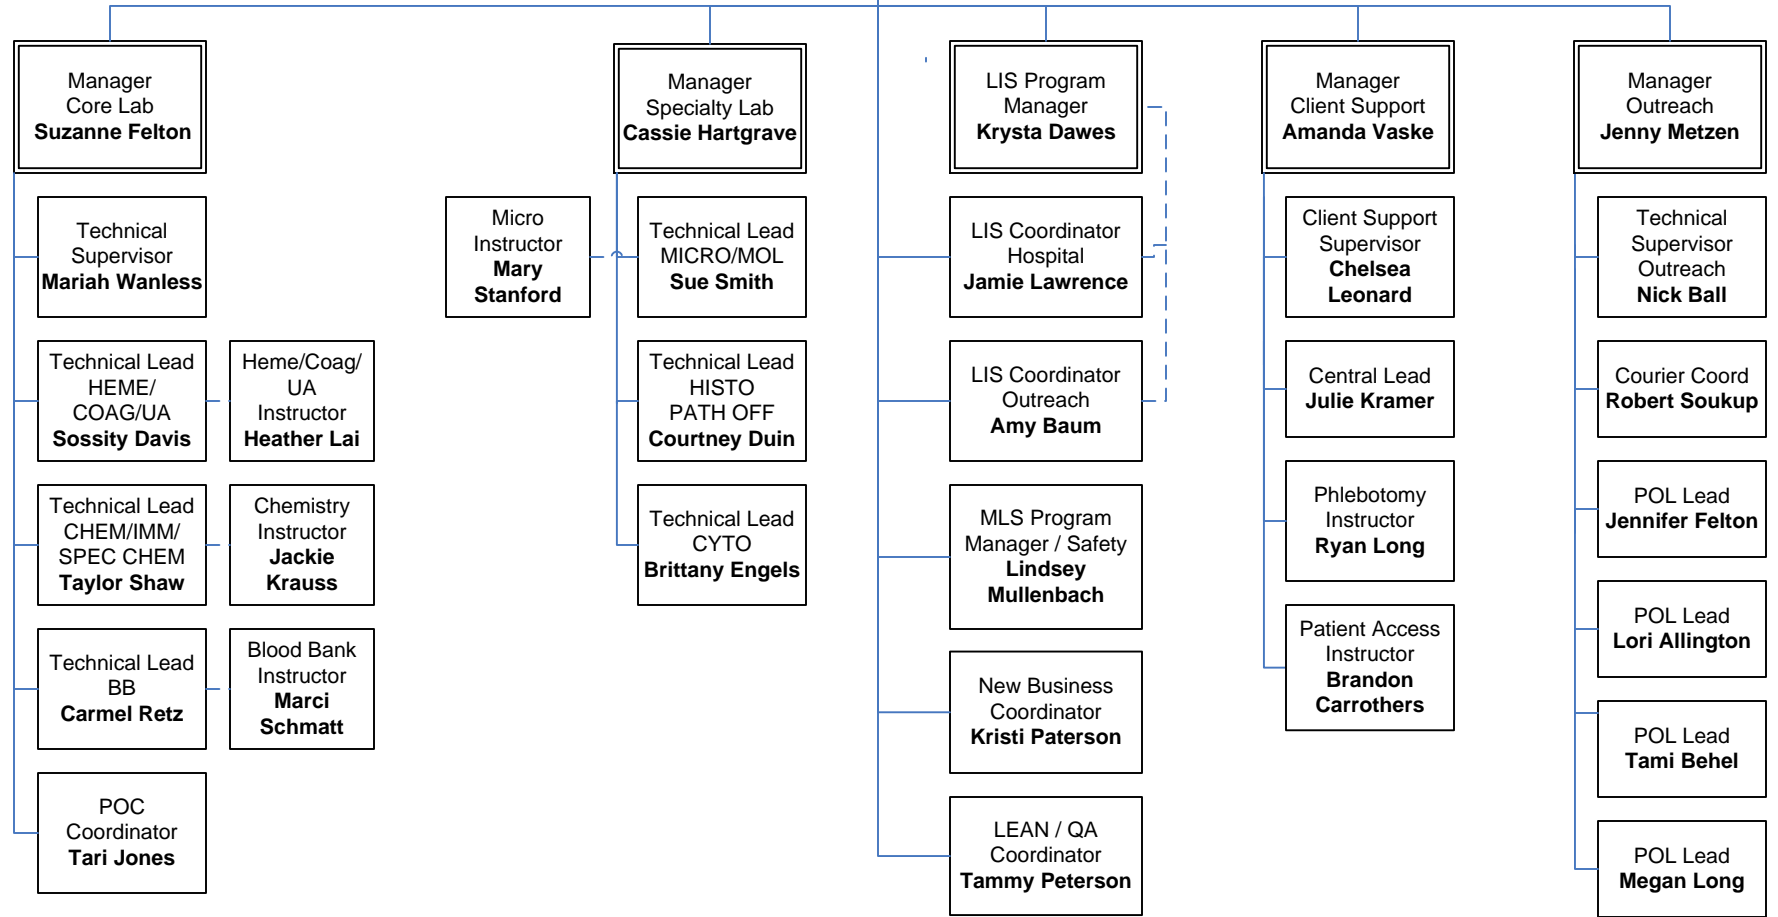 Manager
Core Lab
Suzanne Felton
Manager
Specialty Lab
Cassie Hartgrave
LIS Program
Manager
Krysta Dawes
Manager
Client Support
Amanda Vaske
Manager
Outreach
Jenny Metzen
Technical
Supervisor
Mariah Wanless
Micro
Instructor
Mary
Stanford
Technical Lead
MICRO/MOL
Sue Smith
LIS Coordinator
Hospital
Jamie Lawrence
Client Support
Supervisor
Chelsea
Leonard
Technical
Supervisor
Outreach
Nick Ball
Technical Lead
HEME/
COAG/UA
Sossity Davis
Heme/Coag/
UA
Instructor
Heather Lai
Technical Lead
HISTO
PATH OFF
Courtney Duin
LIS Coordinator
Outreach
Amy Baum
Central Lead
Julie Kramer
Courier Coord
Robert Soukup
Technical Lead
CHEM/IMM/
SPEC CHEM
Taylor Shaw
Chemistry
Instructor
Jackie
Krauss
Technical Lead
CYTO
Brittany Engels
MLS Program
Manager / Safety
Lindsey
Mullenbach
Phlebotomy
Instructor
Ryan Long
POL Lead
Jennifer Felton
Technical Lead
BB
Carmel Retz
Blood Bank
Instructor
Marci
Schmatt
New Business
Coordinator
Kristi Paterson
Patient Access
Instructor
Brandon
Carrothers
POL Lead
Lori Allington
POL Lead
Tami Behel
POC
Coordinator
Tari Jones
LEAN / QA
Coordinator
Tammy Peterson
POL Lead
Megan Long